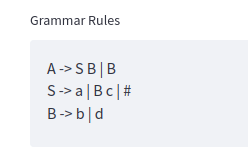 Grammar Rules
A -> S B | B
S -> a | B c | #
B -> b | d